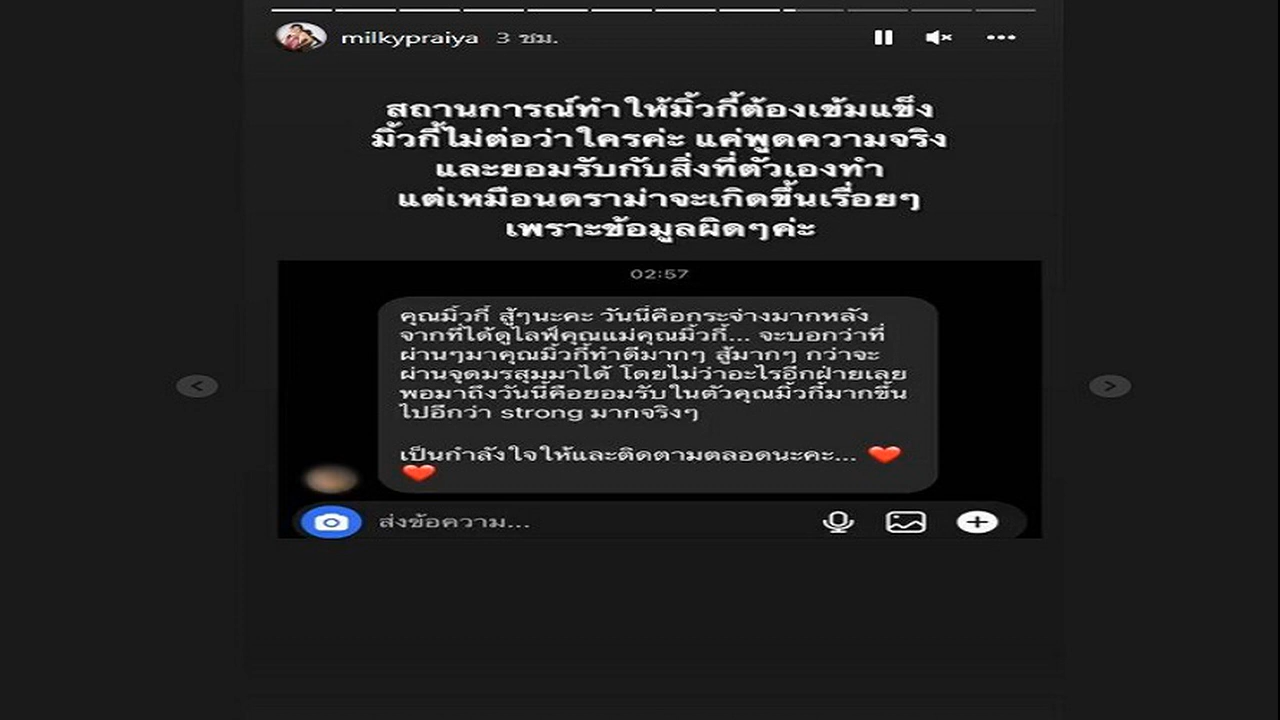 milkypraiya 3 ชม.
สถานการณ์ทำให้มิ้วกี้ต้องเข้มแข็ง
มิ้วกี้ไม่ต่อว่าใครค่ะ แค่พูดความจริง
และยอมรับกับสิ่งที่ตัวเองทำ
แต่เหมือนดราม่าจะเกิดขึ้นเรื่อยๆ
เพราะข้อมูลผิดๆค่ะ
02:57
คุณมิ้วกี้ สู้ๆนะคะ วันนี้คือกระจ่างมากหลัง
จากที่ได้ดูไลฟ์คุณแม่คุณมิ้วกี้... จะบอกว่าที่
ผ่านๆมาคุณมิ้วกี้ทำดีมากๆ สู้มากๆ กว่าจะ
ผ่านจุดมรสุมมาได้ โดยไม่ว่าอะไรอีกฝ่ายเลย
พอมาถึงวันนี้คือยอมรับในตัวคุณมิ้วกี้มากขึ้น
ไปอีกว่า strong มากจริงๆ
เป็นกำลังใจให้และติดตามตลอดนะคะ... ❤️
❤️
ส่งข้อความ...